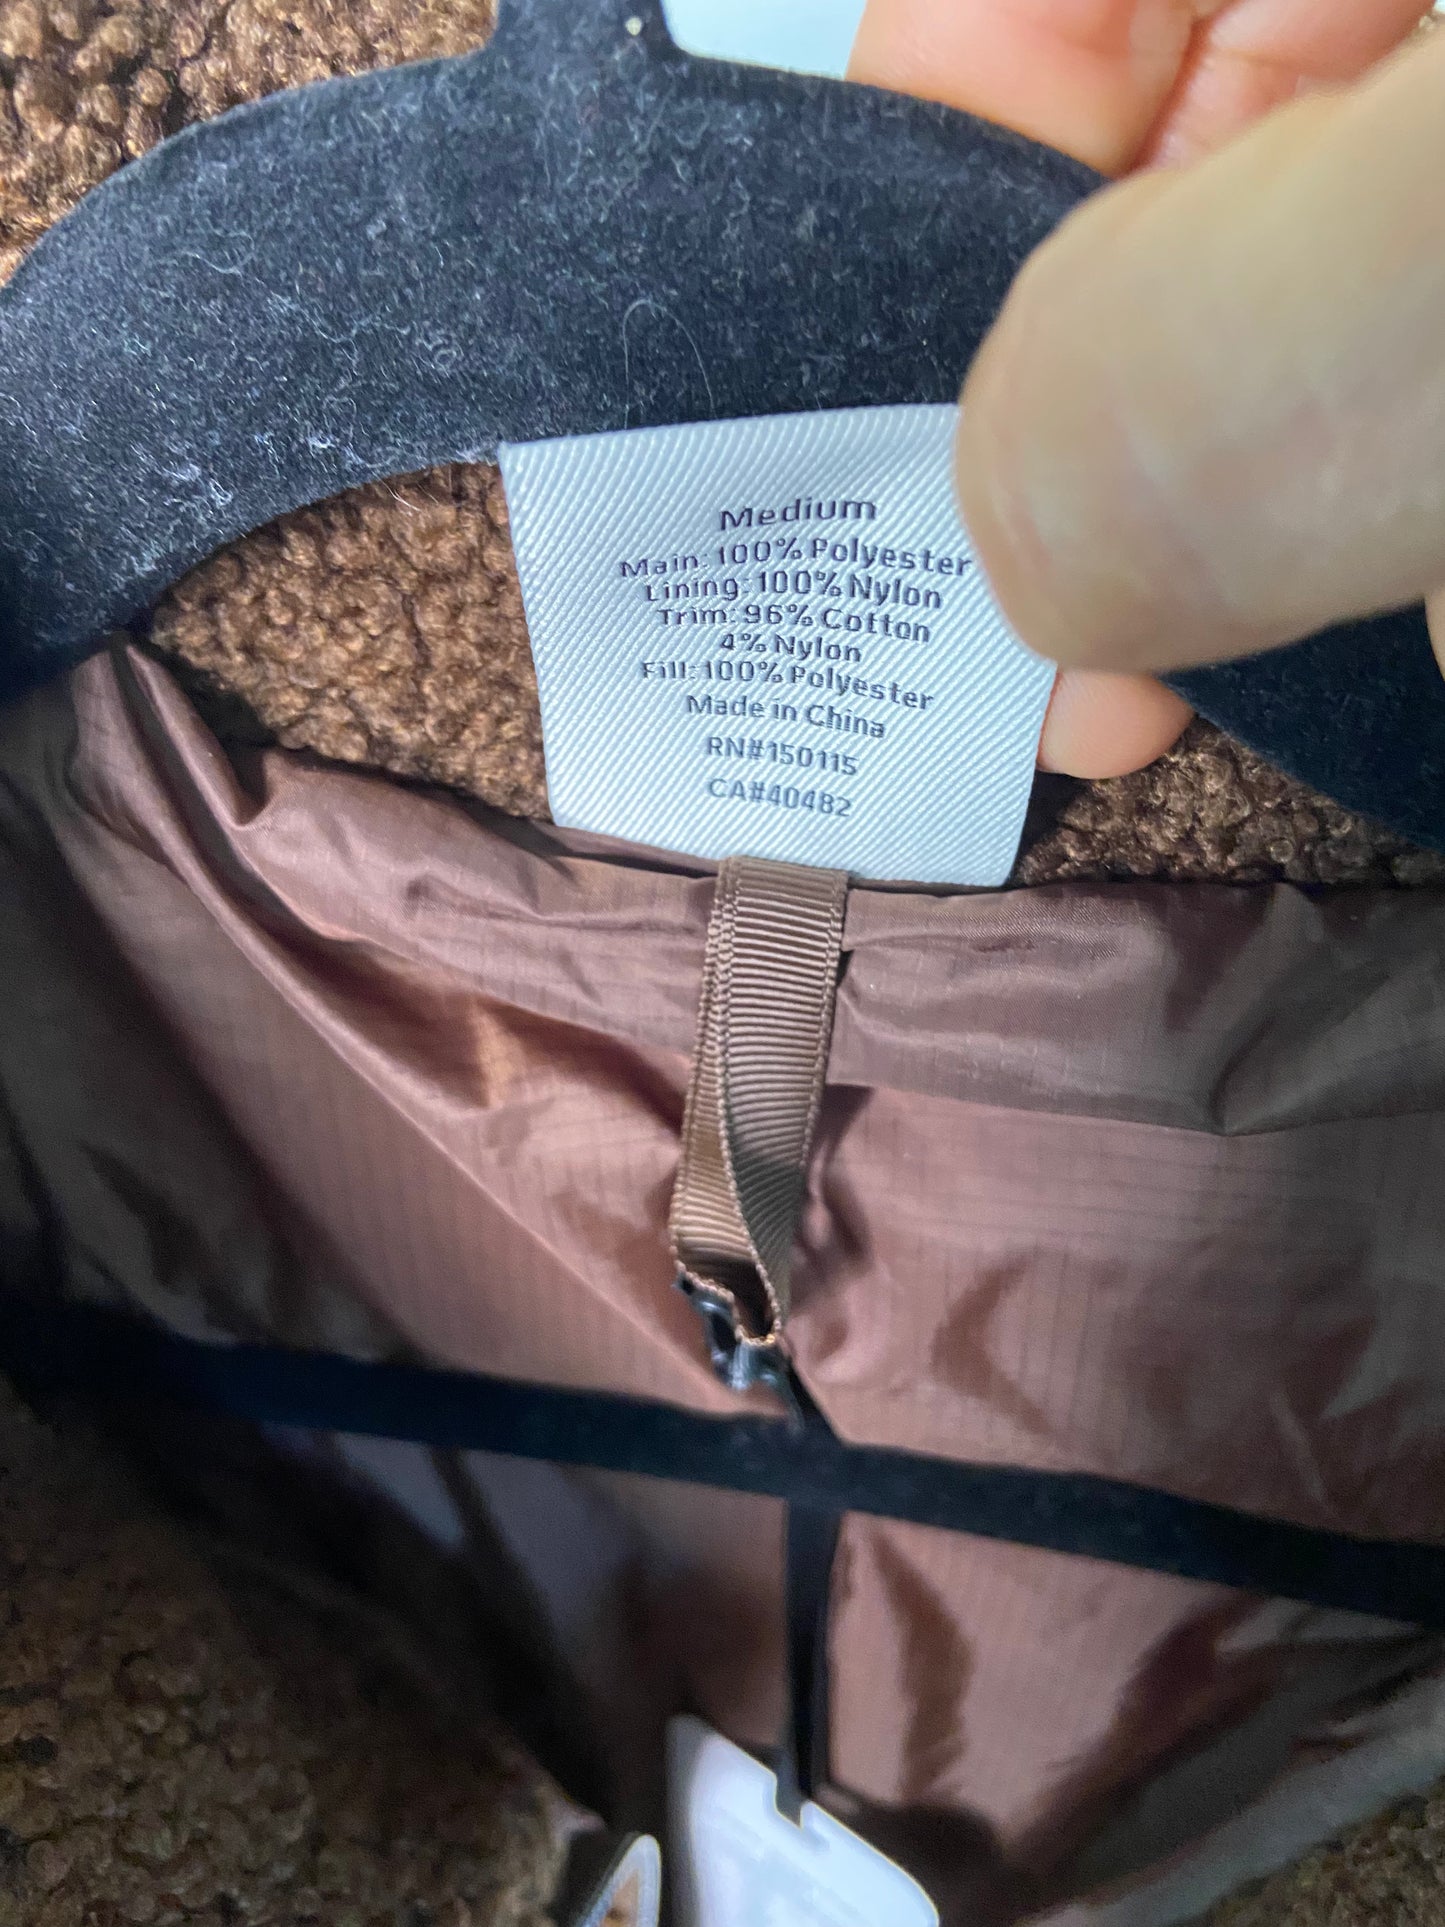 Medium
Main: 100% Polyester
Lining: 100% Nylon
Trim: 96% Cotton
4% Nylon
Fill: 100% Polyester
Made in China
RN#150115
CA#40482